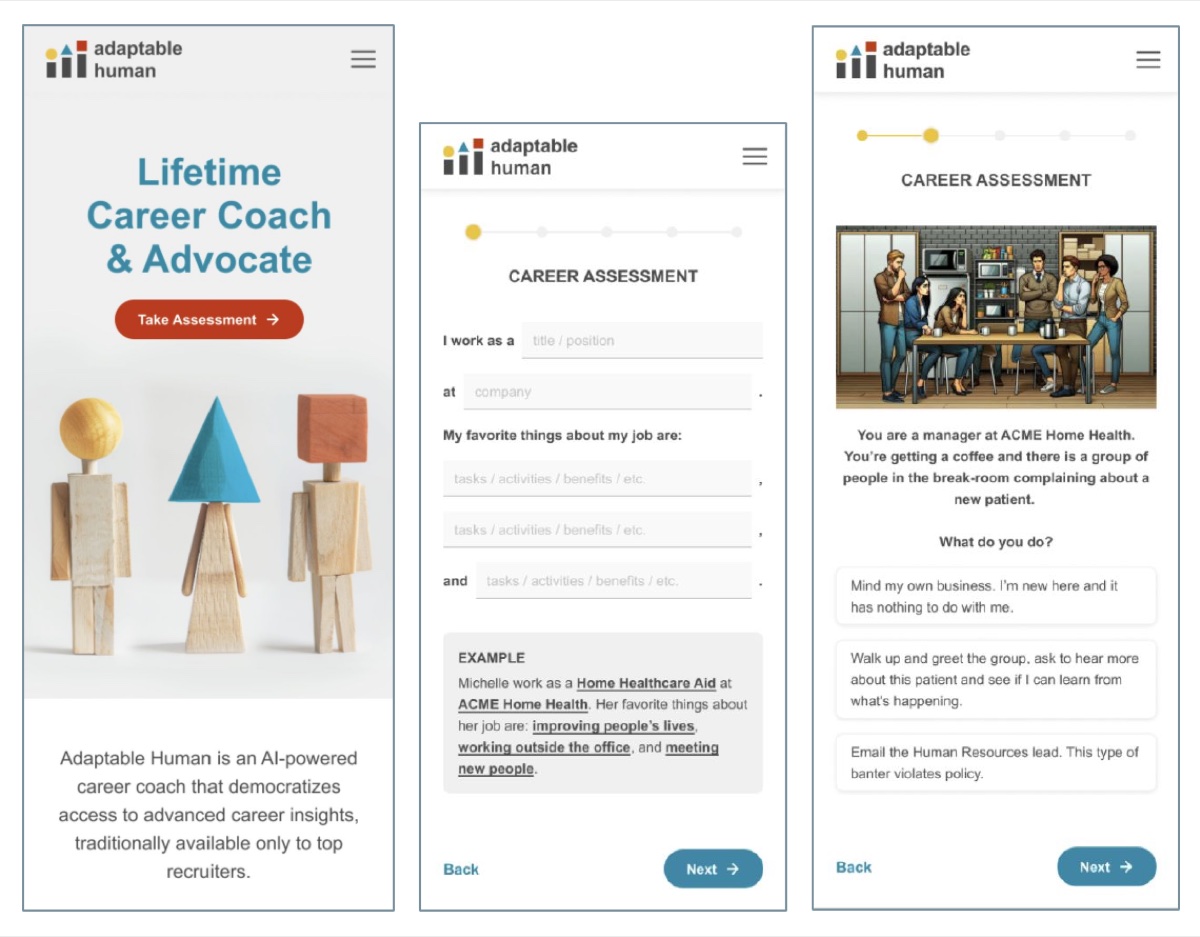 adaptable
human
Lifetime
Career Coach
& Advocate
Take Assessment
Adaptable Human is an AI-powered
career coach that democratizes
access to advanced career insights,
traditionally available only to top
recruiters.
adaptable
human
CAREER ASSESSMENT
I work as a title / position
at company .
My favorite things about my job are:
tasks / activities / benefits / etc. ,
tasks / activities / benefits / etc. ,
and tasks / activities / benefits / etc. .
EXAMPLE
Michelle work as a Home Healthcare Aid at
ACME Home Health. Her favorite things about
her job are: improving people's lives,
working outside the office, and meeting
new people.
Back Next
adaptable
human
CAREER ASSESSMENT
You are a manager at ACME Home Health.
You're getting a coffee and there is a group of
people in the break-room complaining about a
new patient.
What do you do?
Mind my own business. I'm new here and it
has nothing to do with me.
Walk up and greet the group, ask to hear more
about this patient and see if I can learn from
what's happening.
Email the Human Resources lead. This type of
banter violates policy.
Back Next